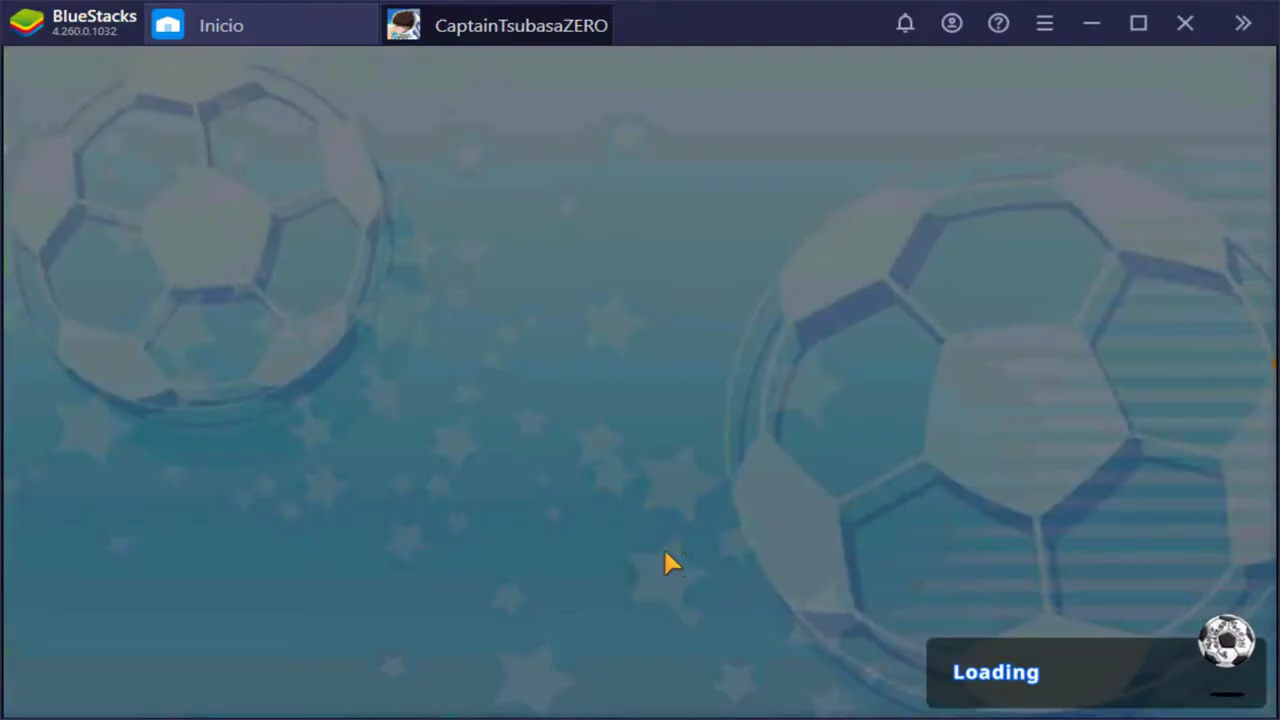 BlueStacks
4.260.0.1032
Inicio
CaptainTsubasaZERO
Loading